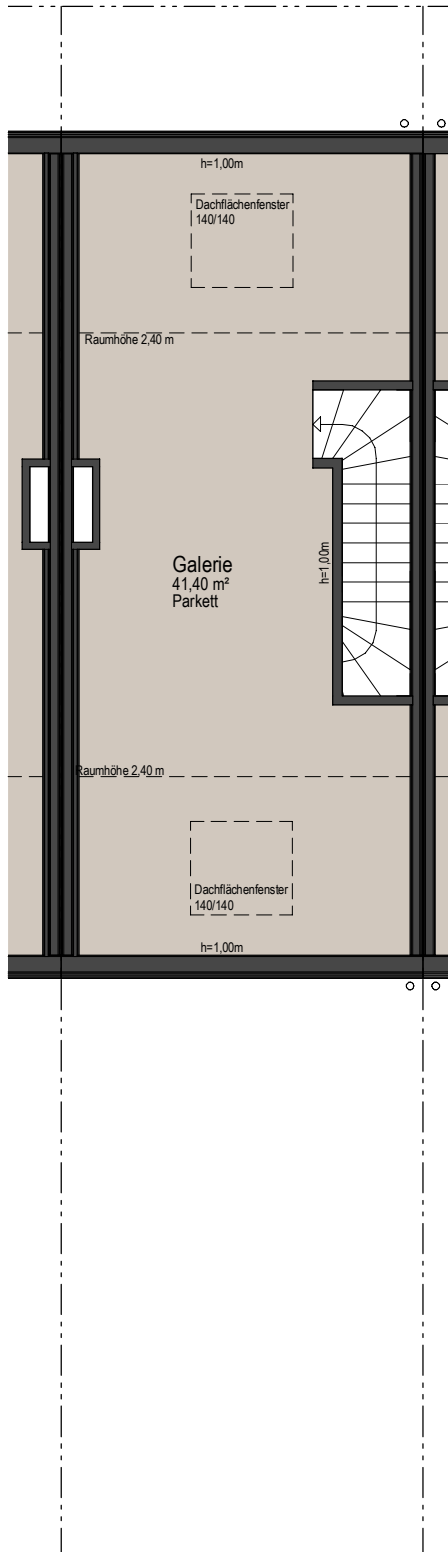 h=1,00m
Dachflächenfenster
140/140
Raumhöhe 2,40 m
h=1,00m
Galerie
41,40 m²
Parkett
Raumhöhe 2,40 m
Dachflächenfenster
140/140
h=1,00m